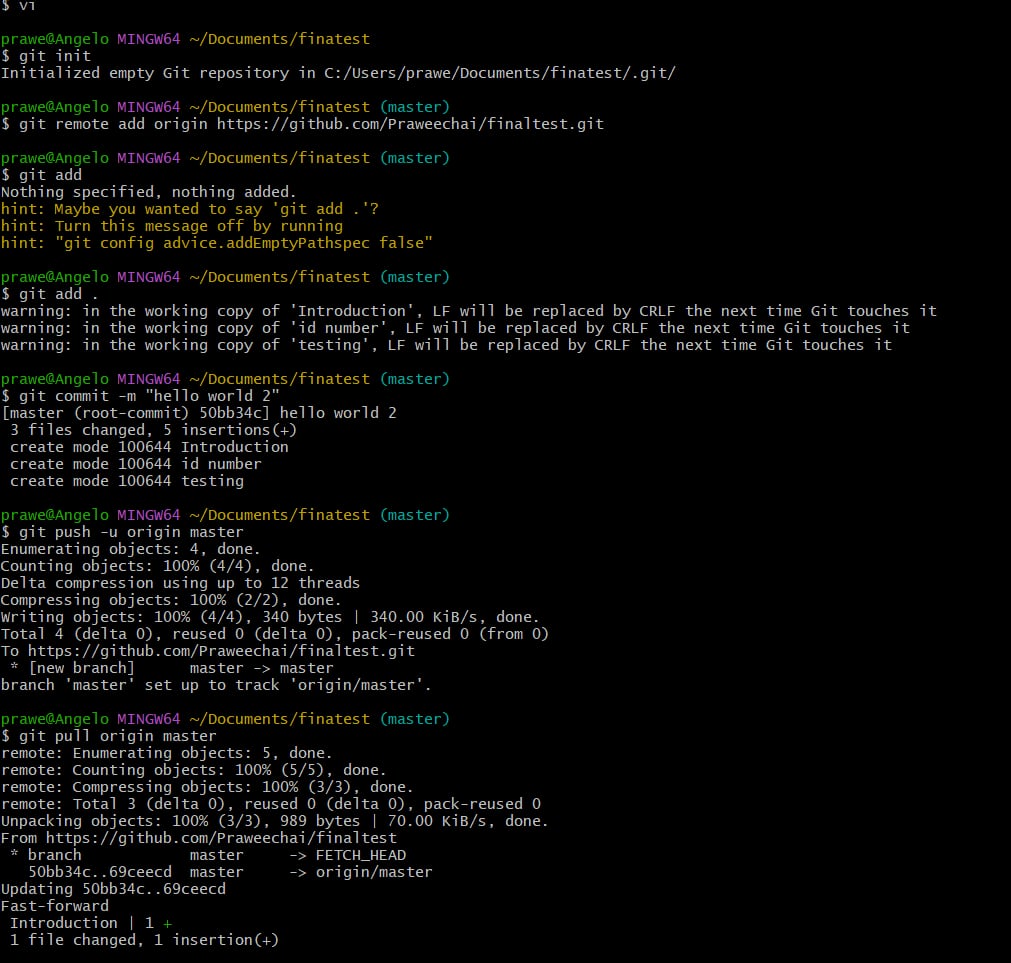 $ vi
prawe@Angelo MINGW64 ~/Documents/finatest
$ git init
Initialized empty Git repository in C:/Users/prawe/Documents/finatest/.git/
prawe@Angelo MINGW64 ~/Documents/finatest (master)
$ git remote add origin https://github.com/Praweechai/finaltest.git
prawe@Angelo MINGW64 ~/Documents/finatest (master)
$ git add
Nothing specified, nothing added.
hint: Maybe you wanted to say 'git add .'?
hint: Turn this message off by running
hint: "git config advice.addEmptyPathspec false"
prawe@Angelo MINGW64 ~/Documents/finatest (master)
$ git add .
warning: in the working copy of 'Introduction', LF will be replaced by CRLF the next time Git touches it
warning: in the working copy of 'id number', LF will be replaced by CRLF the next time Git touches it
warning: in the working copy of 'testing', LF will be replaced by CRLF the next time Git touches it
prawe@Angelo MINGW64 ~/Documents/finatest (master)
$ git commit -m "hello world 2"
[master (root-commit) 50bb34c] hello world 2
 3 files changed, 5 insertions(+)
 create mode 100644 Introduction
 create mode 100644 id number
 create mode 100644 testing
prawe@Angelo MINGW64 ~/Documents/finatest (master)
$ git push -u origin master
Enumerating objects: 4, done.
Counting objects: 100% (4/4), done.
Delta compression using up to 12 threads
Compressing objects: 100% (2/2), done.
Writing objects: 100% (4/4), 340 bytes | 340.00 KiB/s, done.
Total 4 (delta 0), reused 0 (delta 0), pack-reused 0 (from 0)
To https://github.com/Praweechai/finaltest.git
 * [new branch]      master -> master
branch 'master' set up to track 'origin/master'.
prawe@Angelo MINGW64 ~/Documents/finatest (master)
$ git pull origin master
remote: Enumerating objects: 5, done.
remote: Counting objects: 100% (5/5), done.
remote: Compressing objects: 100% (3/3), done.
remote: Total 3 (delta 0), reused 0 (delta 0), pack-reused 0
Unpacking objects: 100% (3/3), 989 bytes | 70.00 KiB/s, done.
From https://github.com/Praweechai/finaltest
 * branch            master     -> FETCH_HEAD
   50bb34c..69ceecd  master     -> origin/master
Updating 50bb34c..69ceecd
Fast-forward
 Introduction | 1 +
 1 file changed, 1 insertion(+)